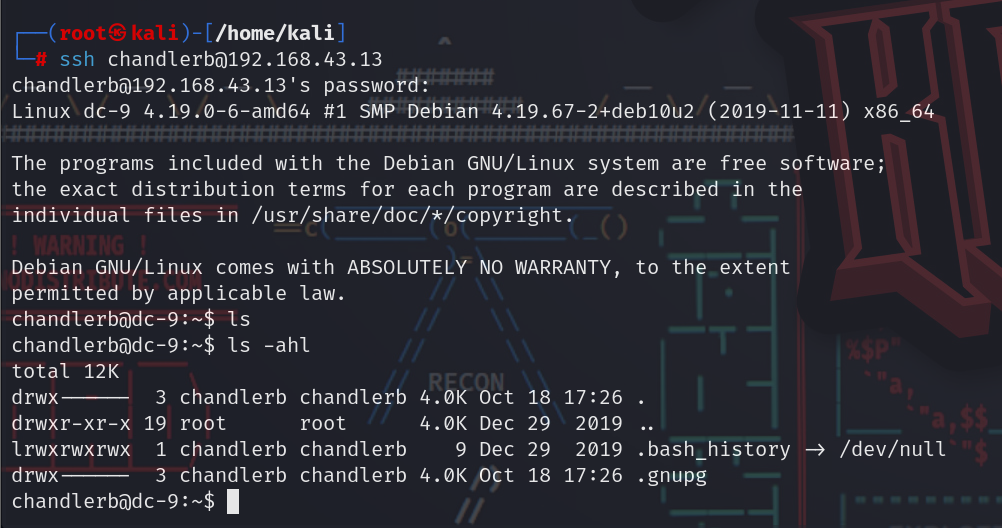 ┌──(root㉿kali)-[/home/kali]
└─# ssh chandlerb@192.168.43.13
chandlerb@192.168.43.13's password:
Linux dc-9 4.19.0-6-amd64 #1 SMP Debian 4.19.67-2+deb10u2 (2019-11-11) x86_64

The programs included with the Debian GNU/Linux system are free software;
the exact distribution terms for each program are described in the
individual files in /usr/share/doc/*/copyright.

Debian GNU/Linux comes with ABSOLUTELY NO WARRANTY, to the extent
permitted by applicable law.
chandlerb@dc-9:~$ ls
chandlerb@dc-9:~$ ls -ahl
total 12K
drwx------  3 chandlerb chandlerb 4.0K Oct 18 17:26 .
drwxr-xr-x 19 root      root      4.0K Dec 29  2019 ..
lrwxrwxrwx  1 chandlerb chandlerb    9 Dec 29  2019 .bash_history -> /dev/null
drwx------  3 chandlerb chandlerb 4.0K Oct 18 17:26 .gnupg
chandlerb@dc-9:~$
! WARNING !
RECON
%$P"
`"a,
"a,$$
"$